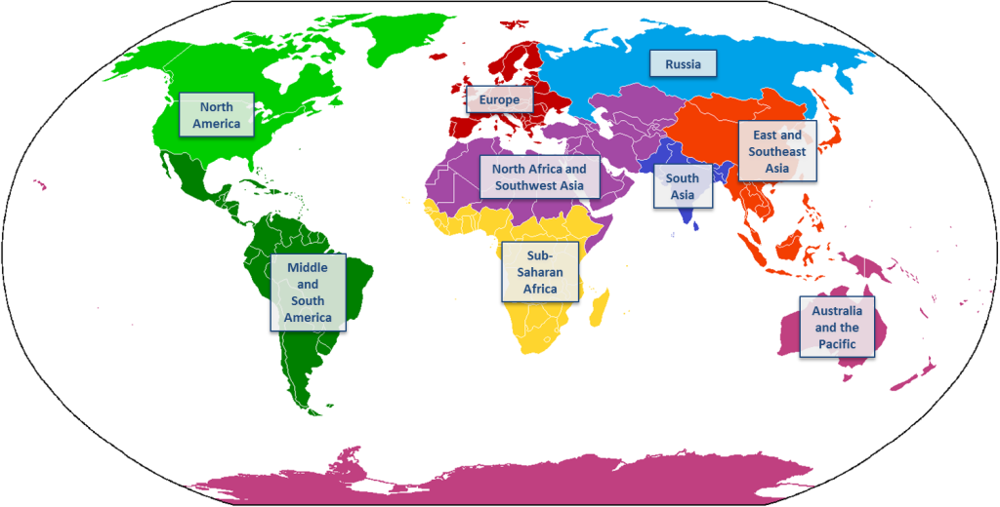 Russia
North
America
Europe
East and
Southeast
Asia
North Africa and
Southwest Asia
South
Asia
Sub-
Saharan
Africa
Middle
and
South
America
Australia
and the
Pacific